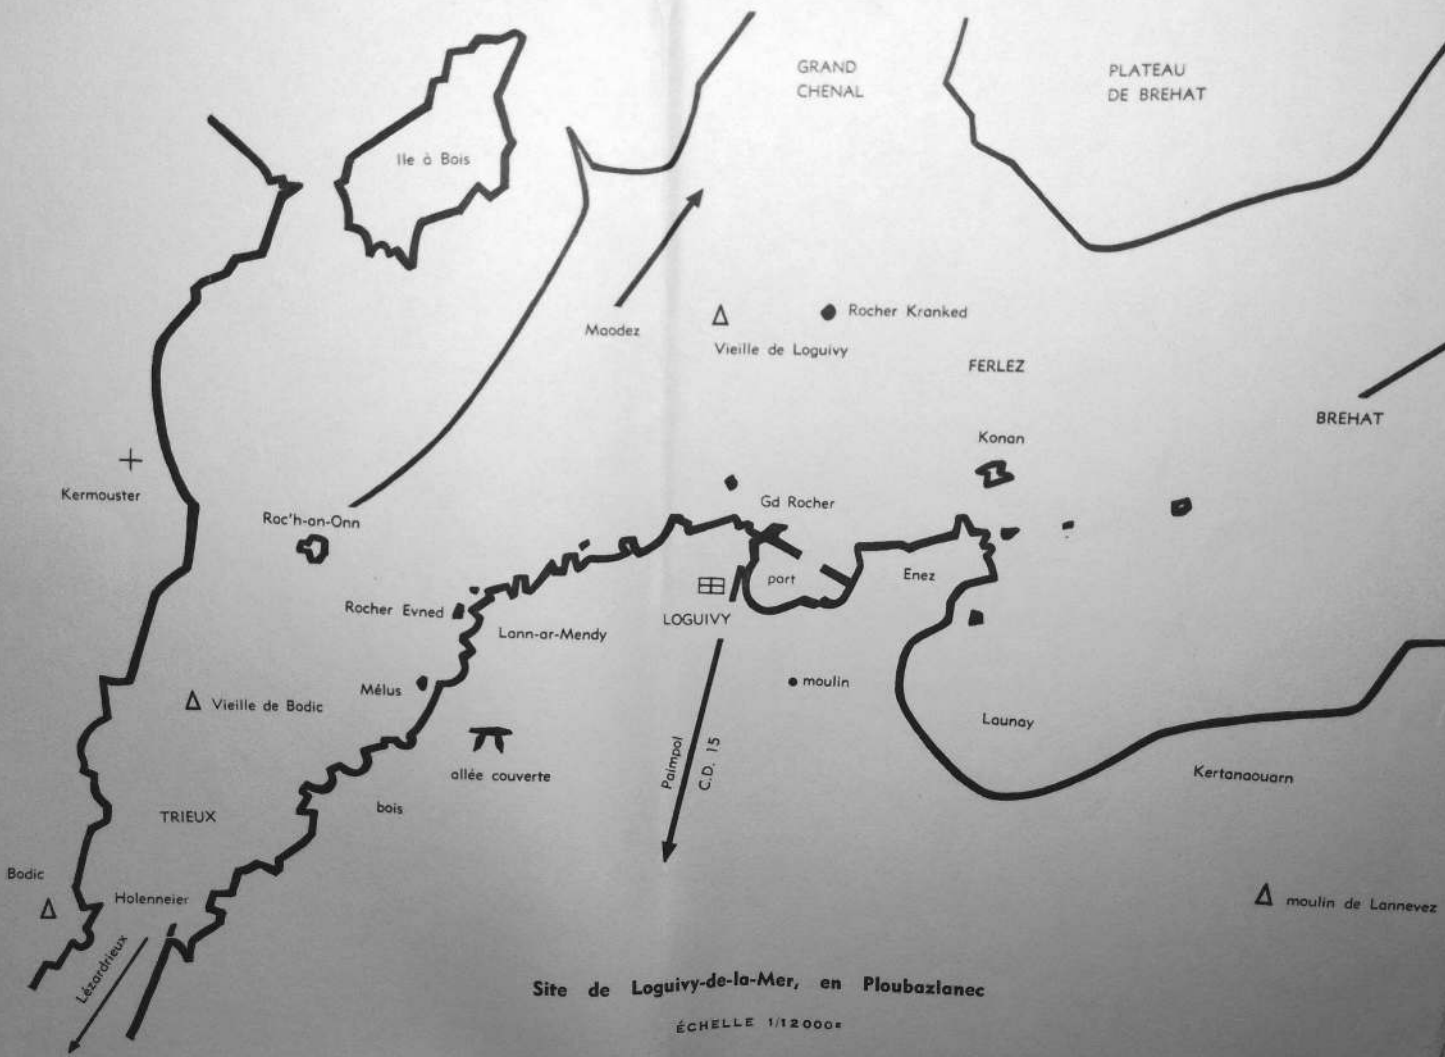 GRAND
CHENAL
PLATEAU
DE BREHAT
Ile à Bois
Rocher Kranked
Maodez
Vieille de Loguivy
FERLEZ
BREHAT
Konan
Kermouster
Gd Rocher
Roc'h-an-Onn
port
Enez
Rocher Evned
LOGUIVY
Lann-ar-Mendy
moulin
Mélus
Vieille de Bodic
Launay
Paimpol
C.D. 15
allée couverte
Kertanaouarn
bois
TRIEUX
Bodic
Holenneier
moulin de Lannevez
Lézardrieux
Site de Loguivy-de-la-Mer, en Ploubazlanec
ÉCHELLE 1/12000e